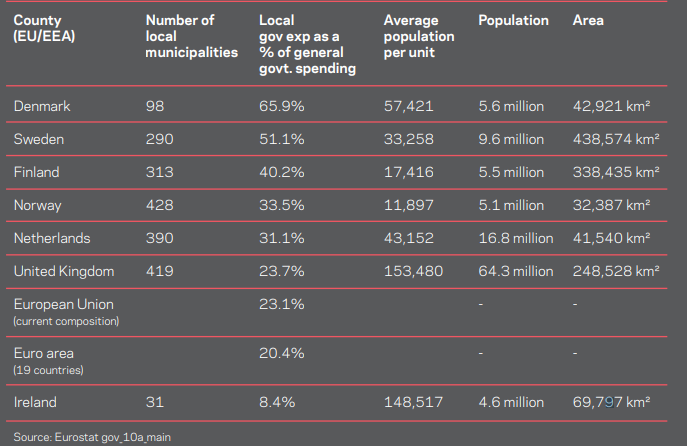 County Number of Local Average Population Area
(EU/EEA) local gov exp as a population
municipalities % of general per unit
govt. spending
Denmark 98 65.9% 57,421 5.6 million 42,921 km²
Sweden 290 51.1% 33,258 9.6 million 438,574 km²
Finland 313 40.2% 17,416 5.5 million 338,435 km²
Norway 428 33.5% 11,897 5.1 million 32,387 km²
Netherlands 390 31.1% 43,152 16.8 million 41,540 km²
United Kingdom 419 23.7% 153,480 64.3 million 248,528 km²
European Union 23.1% - -
(current composition)
Euro area 20.4% - -
(19 countries)
Ireland 31 8.4% 148,517 4.6 million 69,797 km²
Source: Eurostat gov_10a_main